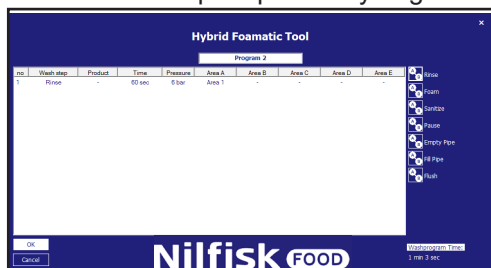 ×
Hybrid Foamatic Tool
Program 2
no Wash step Product Time Pressure Area A Area B Area C Area D Area E
1 Rinse - 60 sec 6 bar Area 1 - - - -
Rinse
Foam
Sanitize
Pause
Empty Pipe
Fill Pipe
Flush
OK
Cancel
Nilfisk FOOD
Washprogram Time:
1 min 3 sec